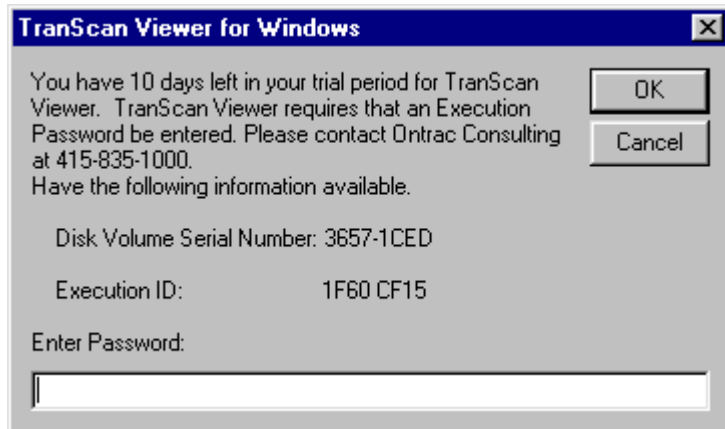 TranScan Viewer for Windows
You have 10 days left in your trial period for TranScan
Viewer. TranScan Viewer requires that an Execution
Password be entered. Please contact Ontrac Consulting
at 415-835-1000.
Have the following information available.
OK
Cancel
Disk Volume Serial Number: 3657-1CED
Execution ID: 1F60 CF15
Enter Password: